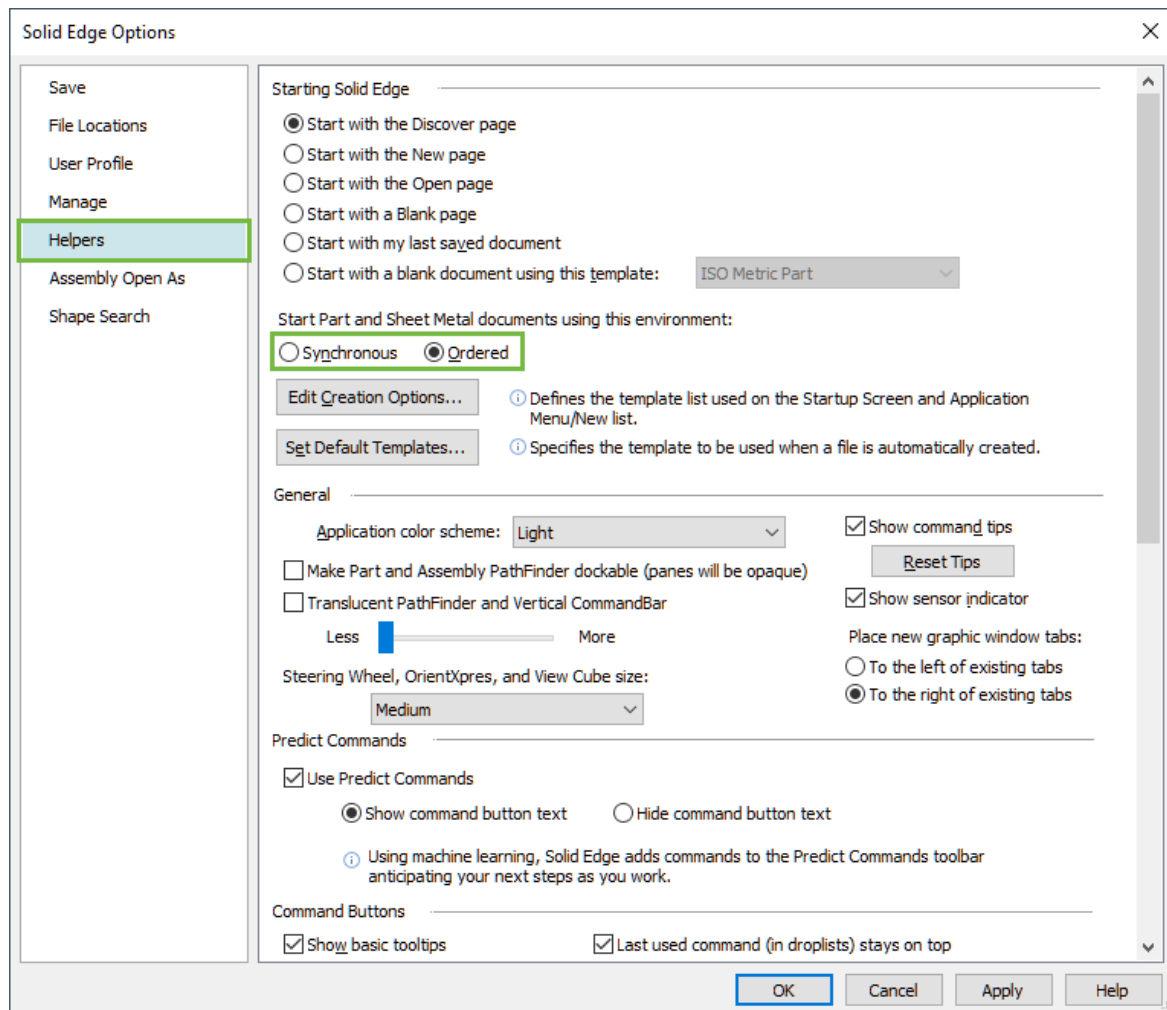 Solid Edge Options
Save
File Locations
User Profile
Manage
Helpers
Assembly Open As
Shape Search
Starting Solid Edge
Start with the Discover page
Start with the New page
Start with the Open page
Start with a Blank page
Start with my last saved document
Start with a blank document using this template: ISO Metric Part
Start Part and Sheet Metal documents using this environment:
Synchronous Ordered
Edit Creation Options... Defines the template list used on the Startup Screen and Application
Menu/New list.
Set Default Templates... Specifies the template to be used when a file is automatically created.
General
Application color scheme: Light
Make Part and Assembly PathFinder dockable (panes will be opaque)
Translucent PathFinder and Vertical CommandBar
Less More
Steering Wheel, OrientXpres, and View Cube size:
Medium
Show command tips
Reset Tips
Show sensor indicator
Place new graphic window tabs:
To the left of existing tabs
To the right of existing tabs
Predict Commands
Use Predict Commands
Show command button text Hide command button text
Using machine learning, Solid Edge adds commands to the Predict Commands toolbar
anticipating your next steps as you work.
Command Buttons
Show basic tooltips Last used command (in droplists) stays on top
OK Cancel Apply Help